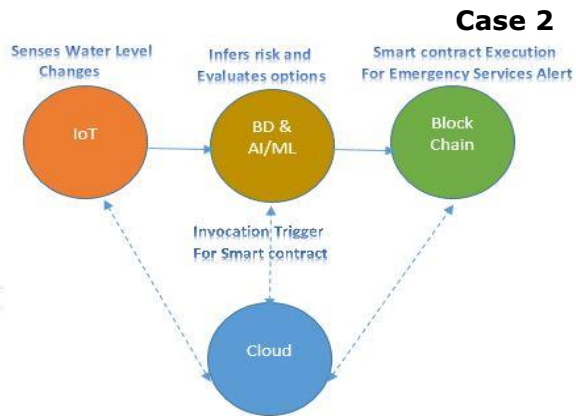 Case 2
Senses Water Level
Changes
Infers risk and
Evaluates options
Smart contract Execution
For Emergency Services Alert
IoT
BD &
AI/ML
Block
Chain
Invocation Trigger
For Smart contract
Cloud